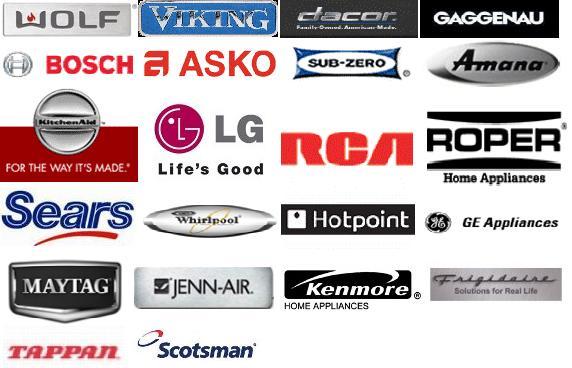 WOLF
VIKING
dacor.
Family-Owned. American-Made.
GAGGENAU
BOSCH
ASKO
SUB-ZERO
®
Amana
KitchenAid
FOR THE WAY IT'S MADE.®
LG
Life's Good
RCA
ROPER®
Home Appliances
Sears
Whirlpool
Hotpoint
GE GE Appliances
MAYTAG
JENN-AIR.
Kenmore®
HOME APPLIANCES
Frigidaire
Solutions for Real Life
TAPPAN
Scotsman®